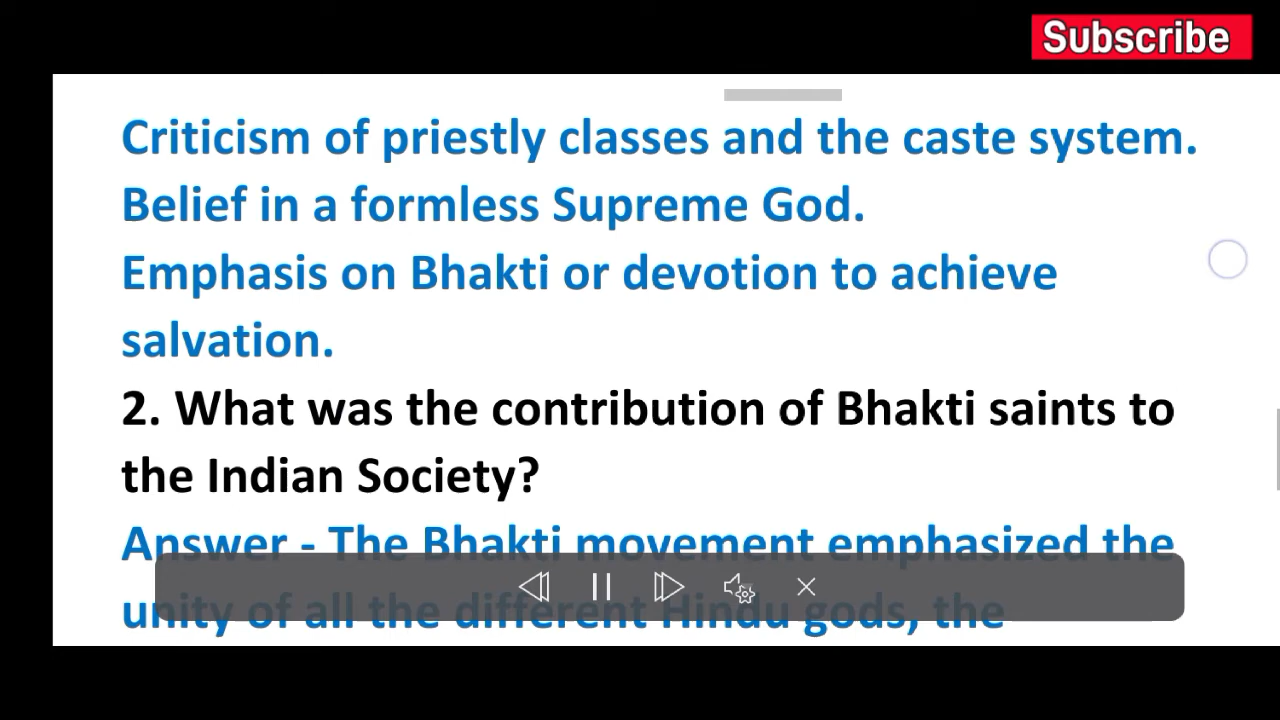 Subscribe
Criticism of priestly classes and the caste system.
Belief in a formless Supreme God.
Emphasis on Bhakti or devotion to achieve
salvation.
2. What was the contribution of Bhakti saints to
the Indian Society?
Answer - The Bhakti movement emphasized the
unity of all the different Hindu gods, the